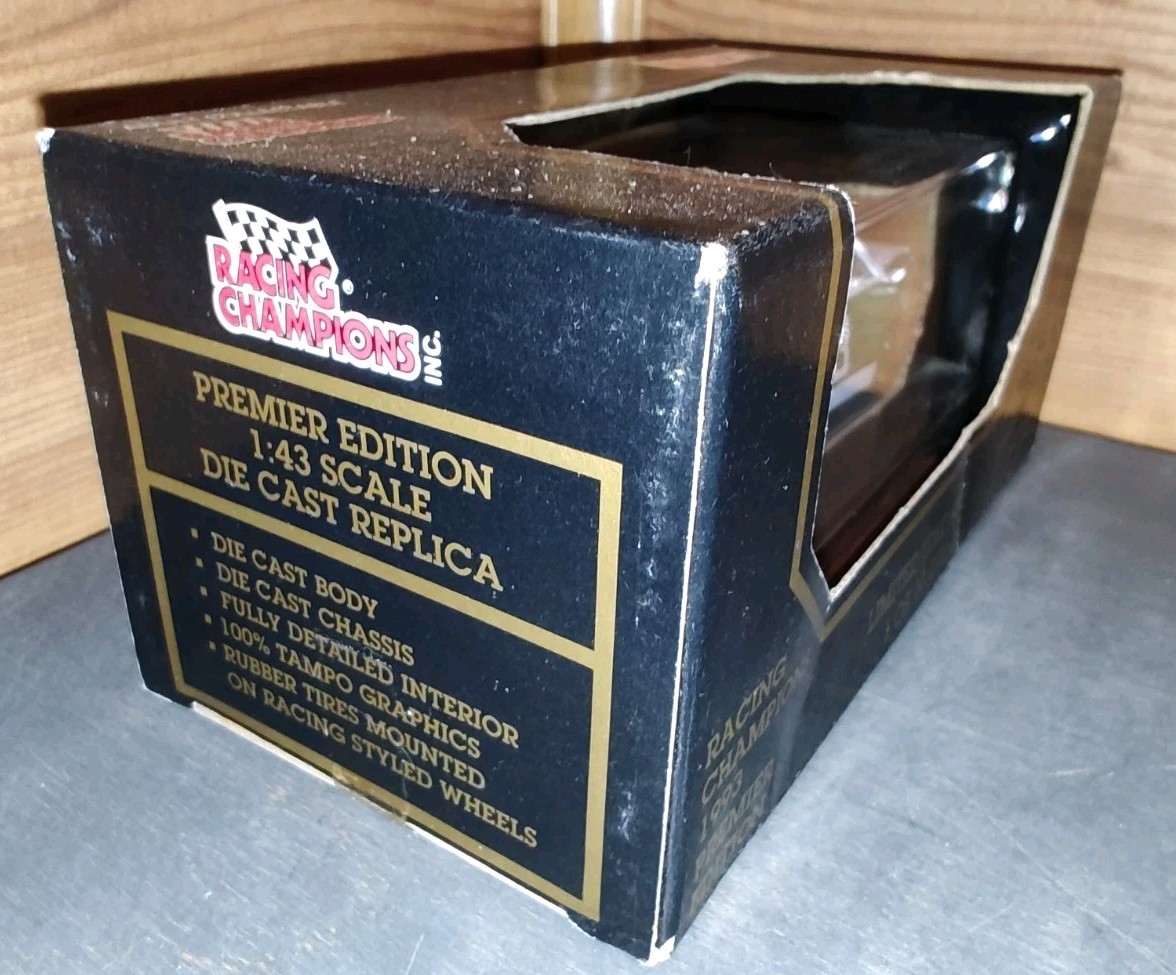 RACING®
CHAMPIONS
INC.
PREMIER EDITION
1:43 SCALE
DIE CAST REPLICA
▪ DIE CAST BODY
▪ DIE CAST CHASSIS
▪ FULLY DETAILED INTERIOR
▪ 100% TAMPO GRAPHICS
▪ RUBBER TIRES MOUNTED
ON RACING STYLED WHEELS
RACING
1993
PREMIER
EDITION